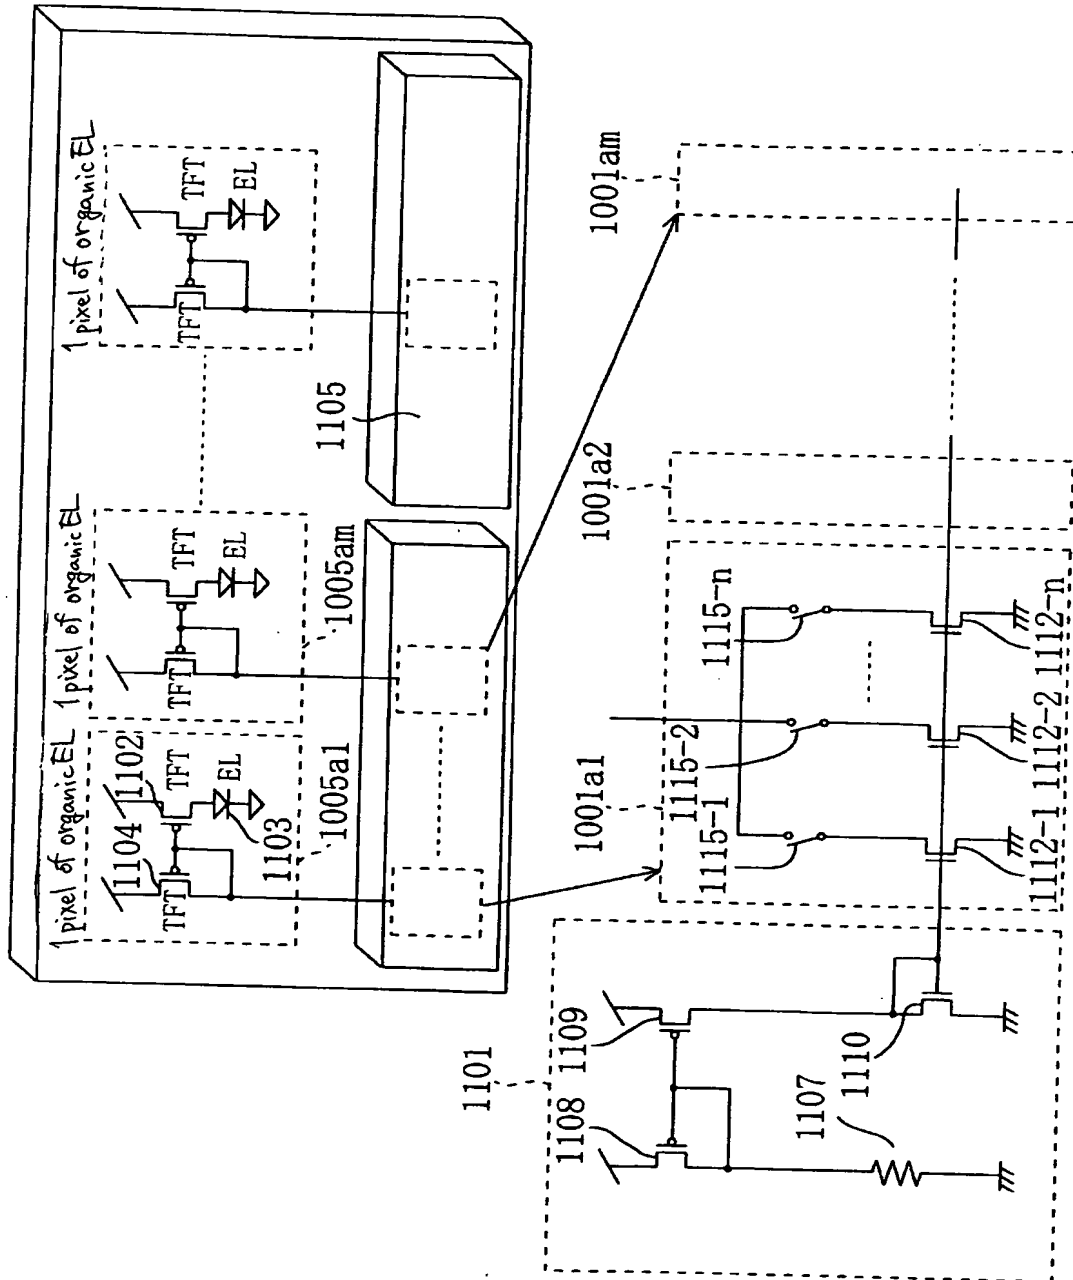 1 pixel of organic EL
1 pixel of organic EL
1 pixel of organic EL
1104
1102
TFT
TFT
EL
1103
1005a1
TFT
TFT
EL
1005am
TFT
TFT
EL
1105
1001a1
1001a2
1001am
1115-1
1115-2
1115-n
1112-1
1112-2
1112-n
1101
1108
1109
1107
1110